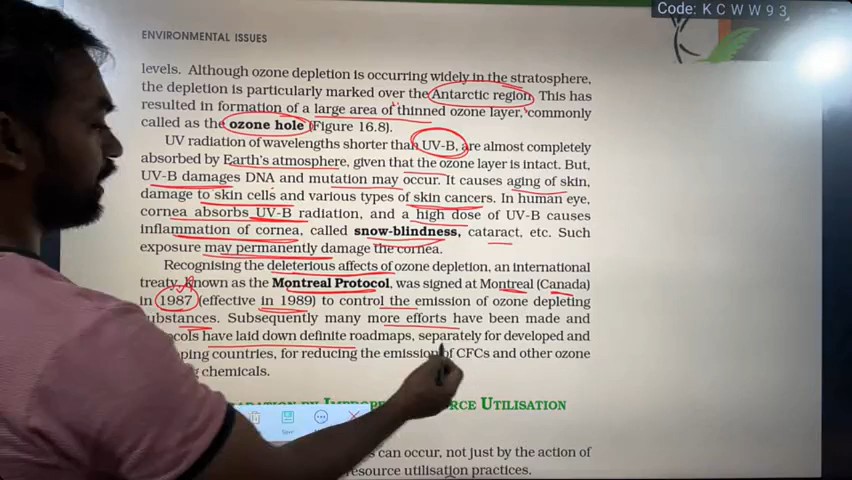 Code: K C W W 9 3
ENVIRONMENTAL ISSUES
levels. Although ozone depletion is occurring widely in the stratosphere,
the depletion is particularly marked over the Antarctic region. This has
resulted in formation of a large area of thinned ozone layer, commonly
called as the ozone hole (Figure 16.8).
UV radiation of wavelengths shorter than UV-B, are almost completely
absorbed by Earth's atmosphere, given that the ozone layer is intact. But,
UV-B damages DNA and mutation may occur. It causes aging of skin,
damage to skin cells and various types of skin cancers. In human eye,
cornea absorbs UV-B radiation, and a high dose of UV-B causes
inflammation of cornea, called snow-blindness, cataract, etc. Such
exposure may permanently damage the cornea.
Recognising the deleterious affects of ozone depletion, an international
treaty, known as the Montreal Protocol, was signed at Montreal (Canada)
in 1987 (effective in 1989) to control the emission of ozone depleting
substances. Subsequently many more efforts have been made and
have laid down definite roadmaps, separately for developed and
countries, for reducing the emission of CFCs and other ozone
chemicals.
UTILISATION
Save
can occur, not just by the action of
resource utilisation practices.